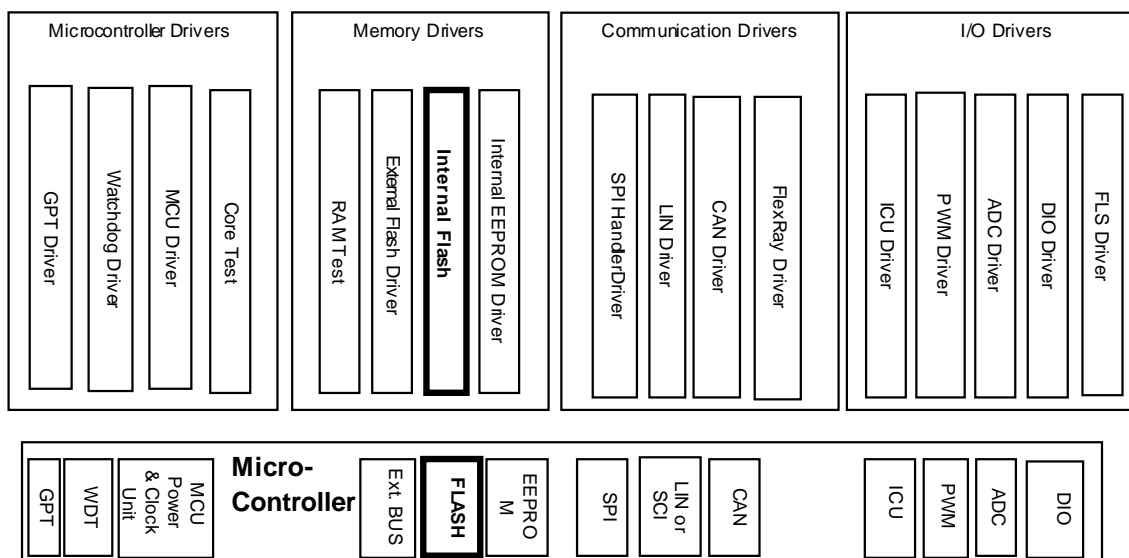 Microcontroller Drivers
Memory Drivers
Communication Drivers
I/O Drivers
GPT Driver
Watchdog Driver
MCU Driver
Core Test
RAM Test
External Flash Driver
Internal Flash
Internal EEPROM Driver
SPI HandlerDriver
LIN Driver
CAN Driver
FlexRay Driver
ICU Driver
PWM Driver
ADC Driver
DIO Driver
FLS Driver
GPT
WDT
MCU
Power
& Clock
Unit
Micro-
Controller
Ext. BUS
FLASH
EEPRO
M
SPI
LIN or
SCI
CAN
ICU
PWM
ADC
DIO